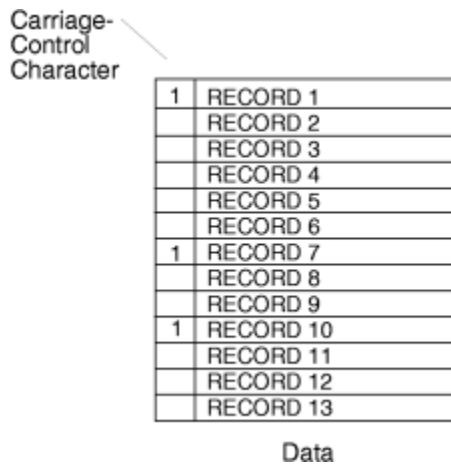 Carriage-
Control
Character
1 RECORD 1
RECORD 2
RECORD 3
RECORD 4
RECORD 5
RECORD 6
1 RECORD 7
RECORD 8
RECORD 9
1 RECORD 10
RECORD 11
RECORD 12
RECORD 13
Data